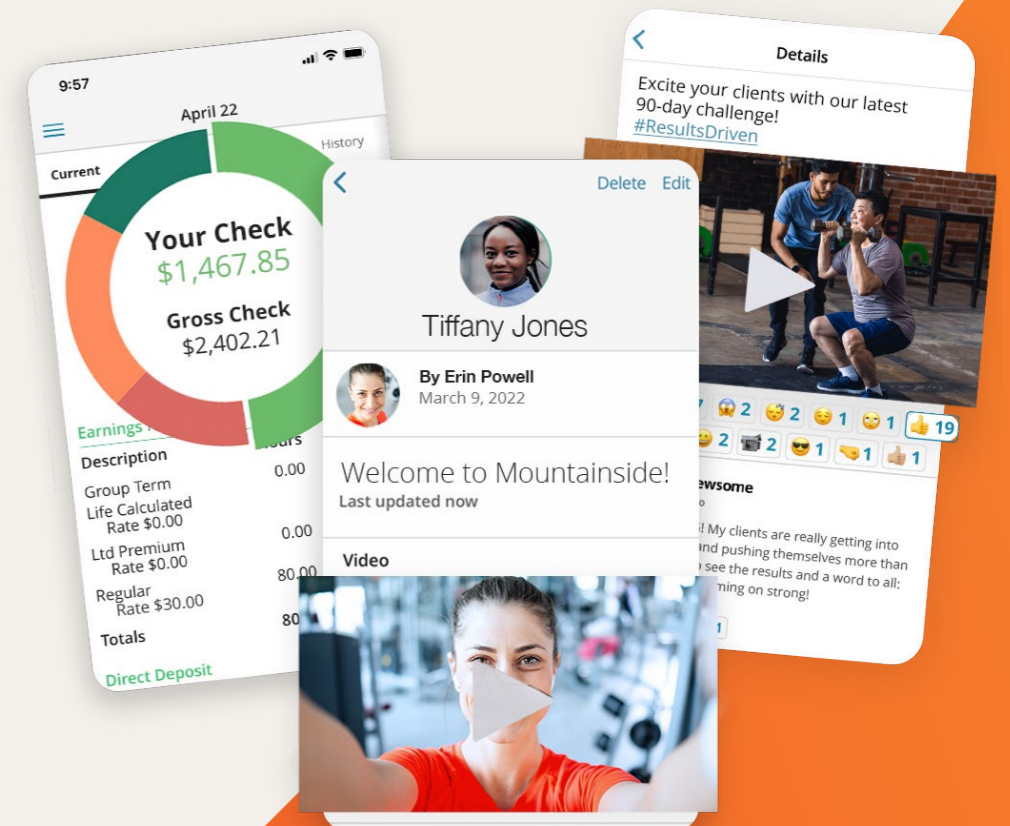 9:57
April 22
Current
History
Your Check
$1,467.85
Gross Check
$2,402.21
Earnings
Description
Group Term
0.00
Life Calculated
Rate $0.00
Ltd Premium
0.00
Rate $0.00
Regular
80.00
Rate $30.00
Totals
80
Direct Deposit
Delete Edit
Tiffany Jones
By Erin Powell
March 9, 2022
Welcome to Mountainside!
Last updated now
Video
Details
Excite your clients with our latest
90-day challenge!
#ResultsDriven
😱 2 😴 2 😌 1 🙄 1 👍 19
2 2 😎 1 1 1
! My clients are really getting into
and pushing themselves more than
see the results and a word to all:
on strong!
1